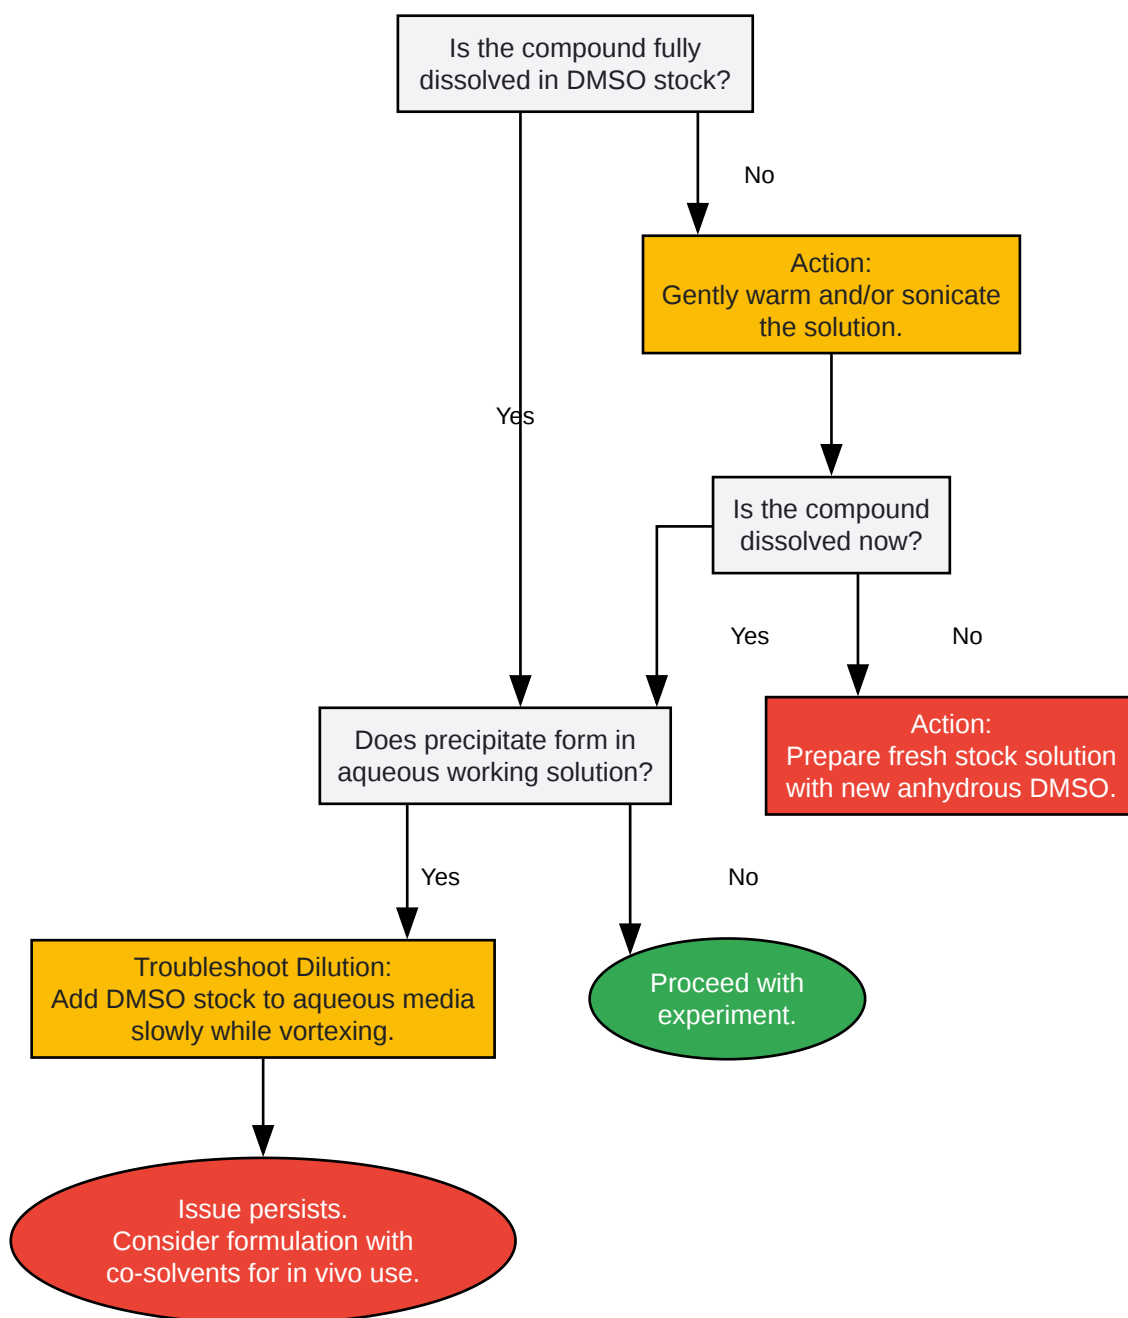 Is the compound fully
dissolved in DMSO stock?
No
Action:
Gently warm and/or sonicate
the solution.
Yes
Is the compound
dissolved now?
Yes
No
Action:
Prepare fresh stock solution
with new anhydrous DMSO.
Does precipitate form in
aqueous working solution?
Yes
No
Troubleshoot Dilution:
Add DMSO stock to aqueous media
slowly while vortexing.
Proceed with
experiment.
Issue persists.
Consider formulation with
co-solvents for in vivo use.